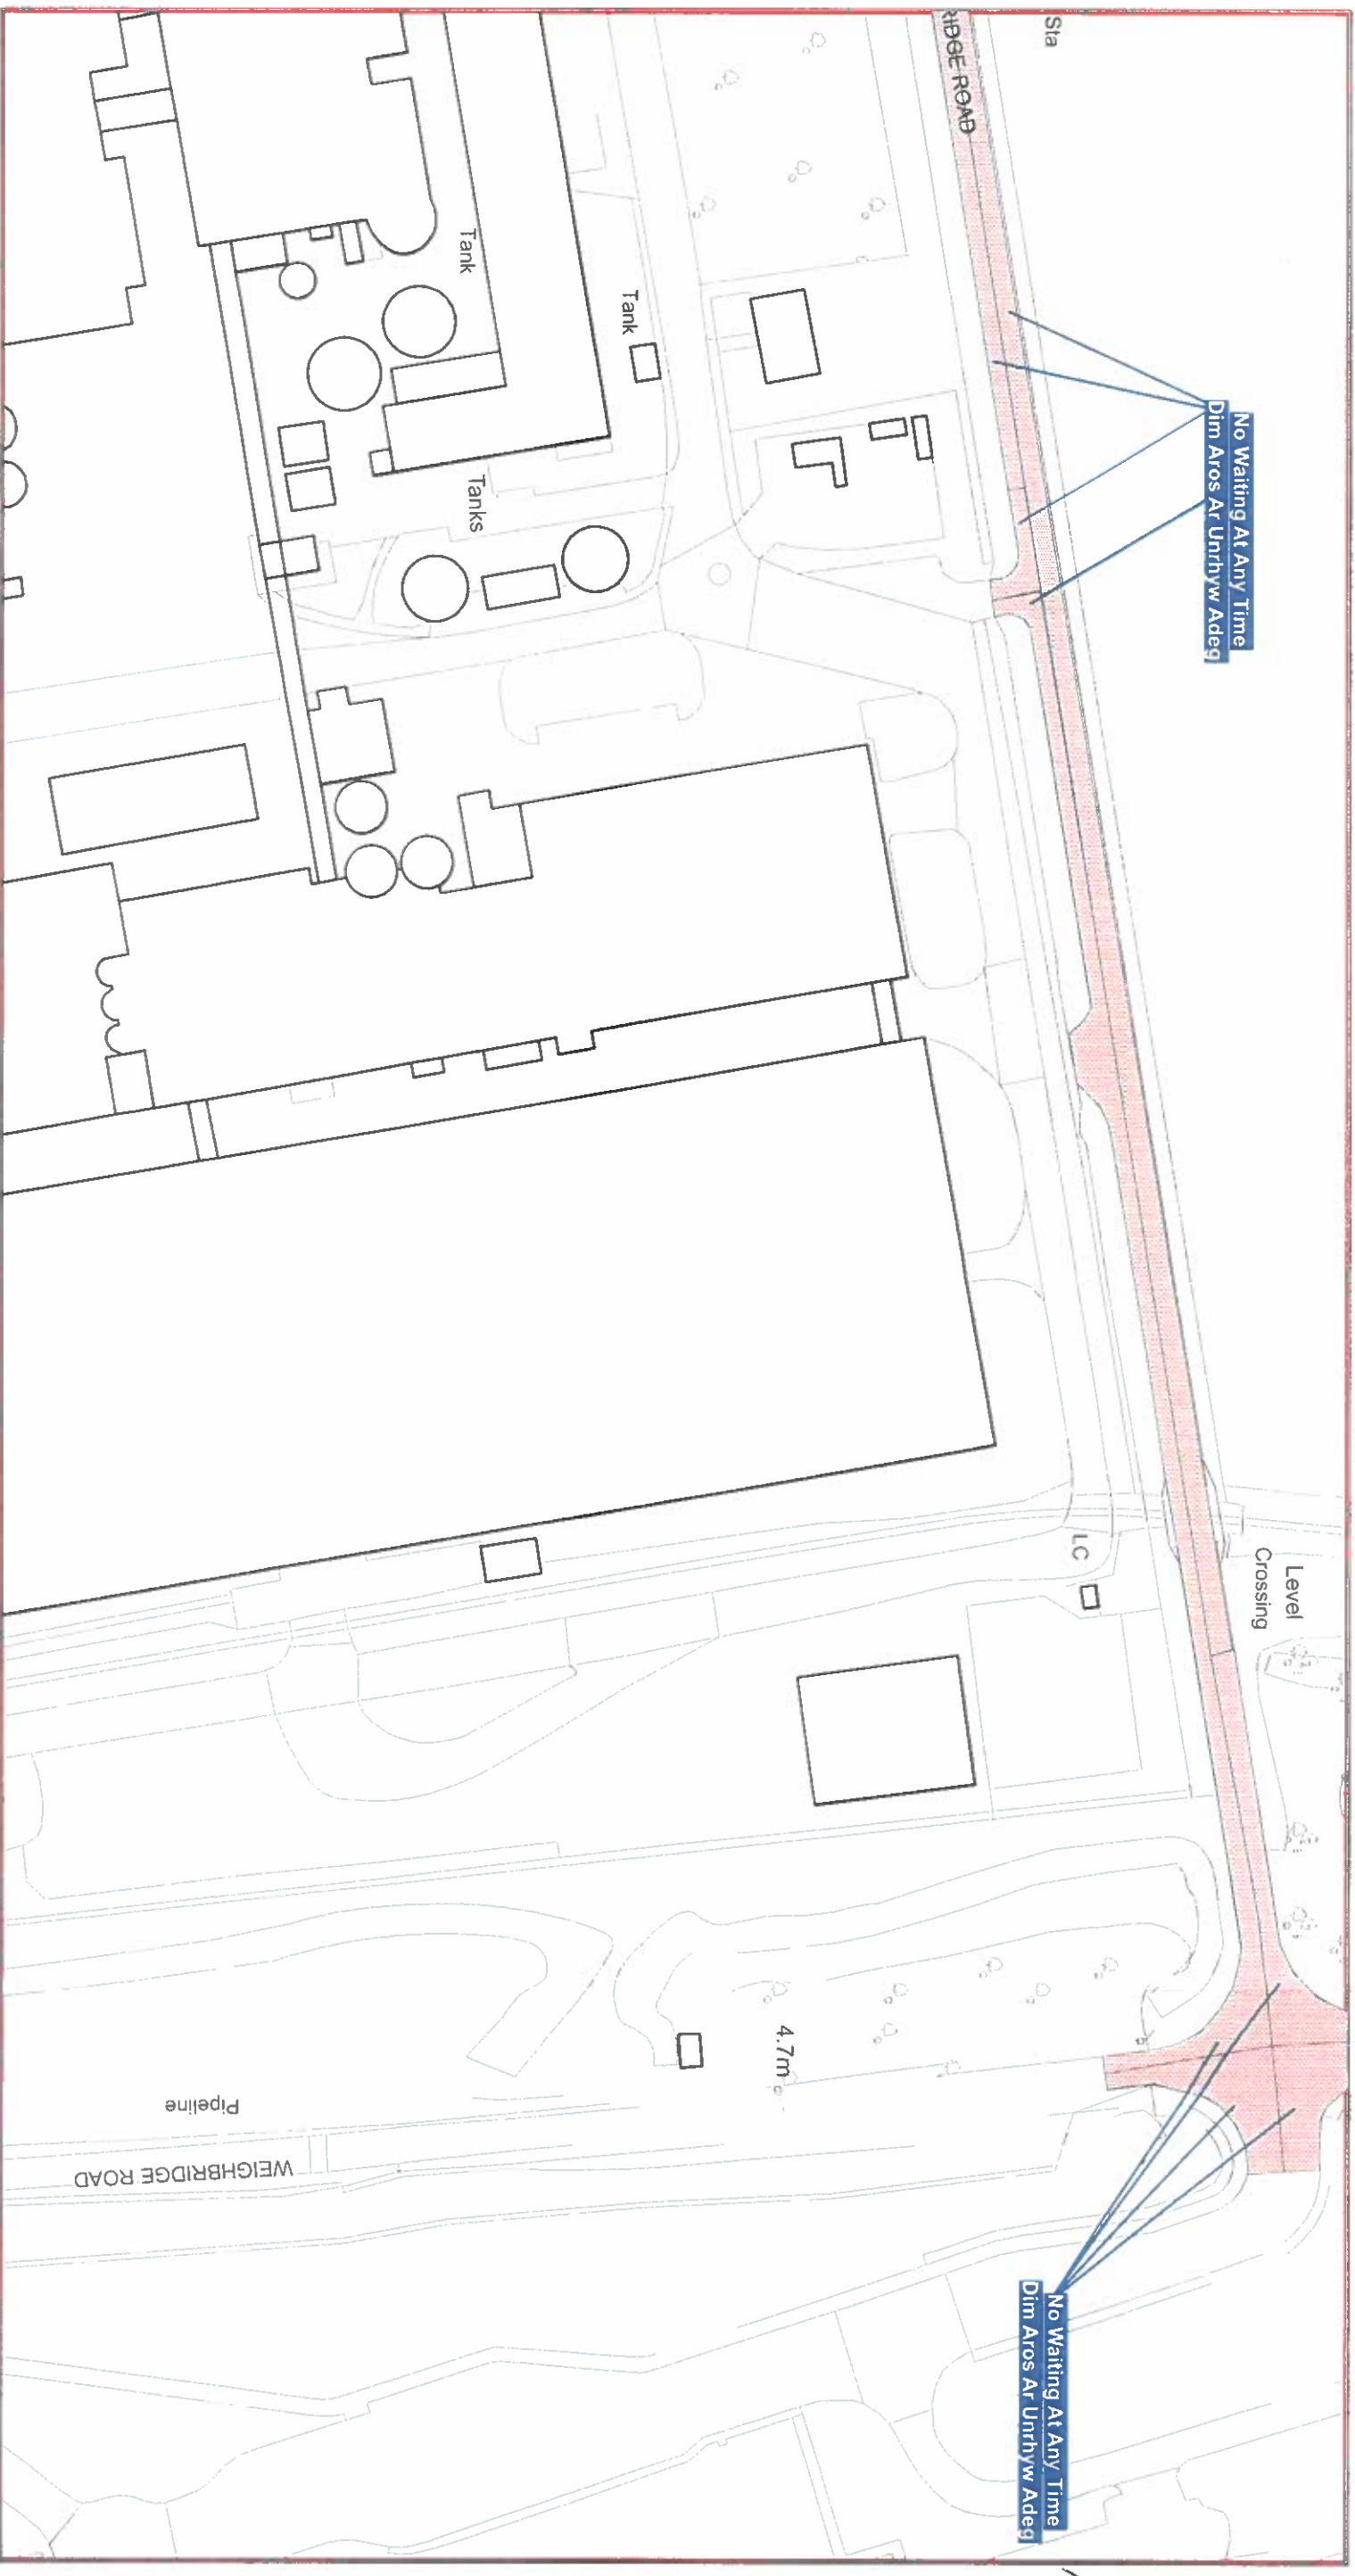 Sta
RIDGE ROAD
No Waiting At Any Time
Dim Aros Ar Unrhyw Adeg
Tank
Tank
Tanks
Level
Crossing
LC
4.7m
Pipeline
WEIGHBRIDGE ROAD
No Waiting At Any Time
Dim Aros Ar Unrhyw Adeg